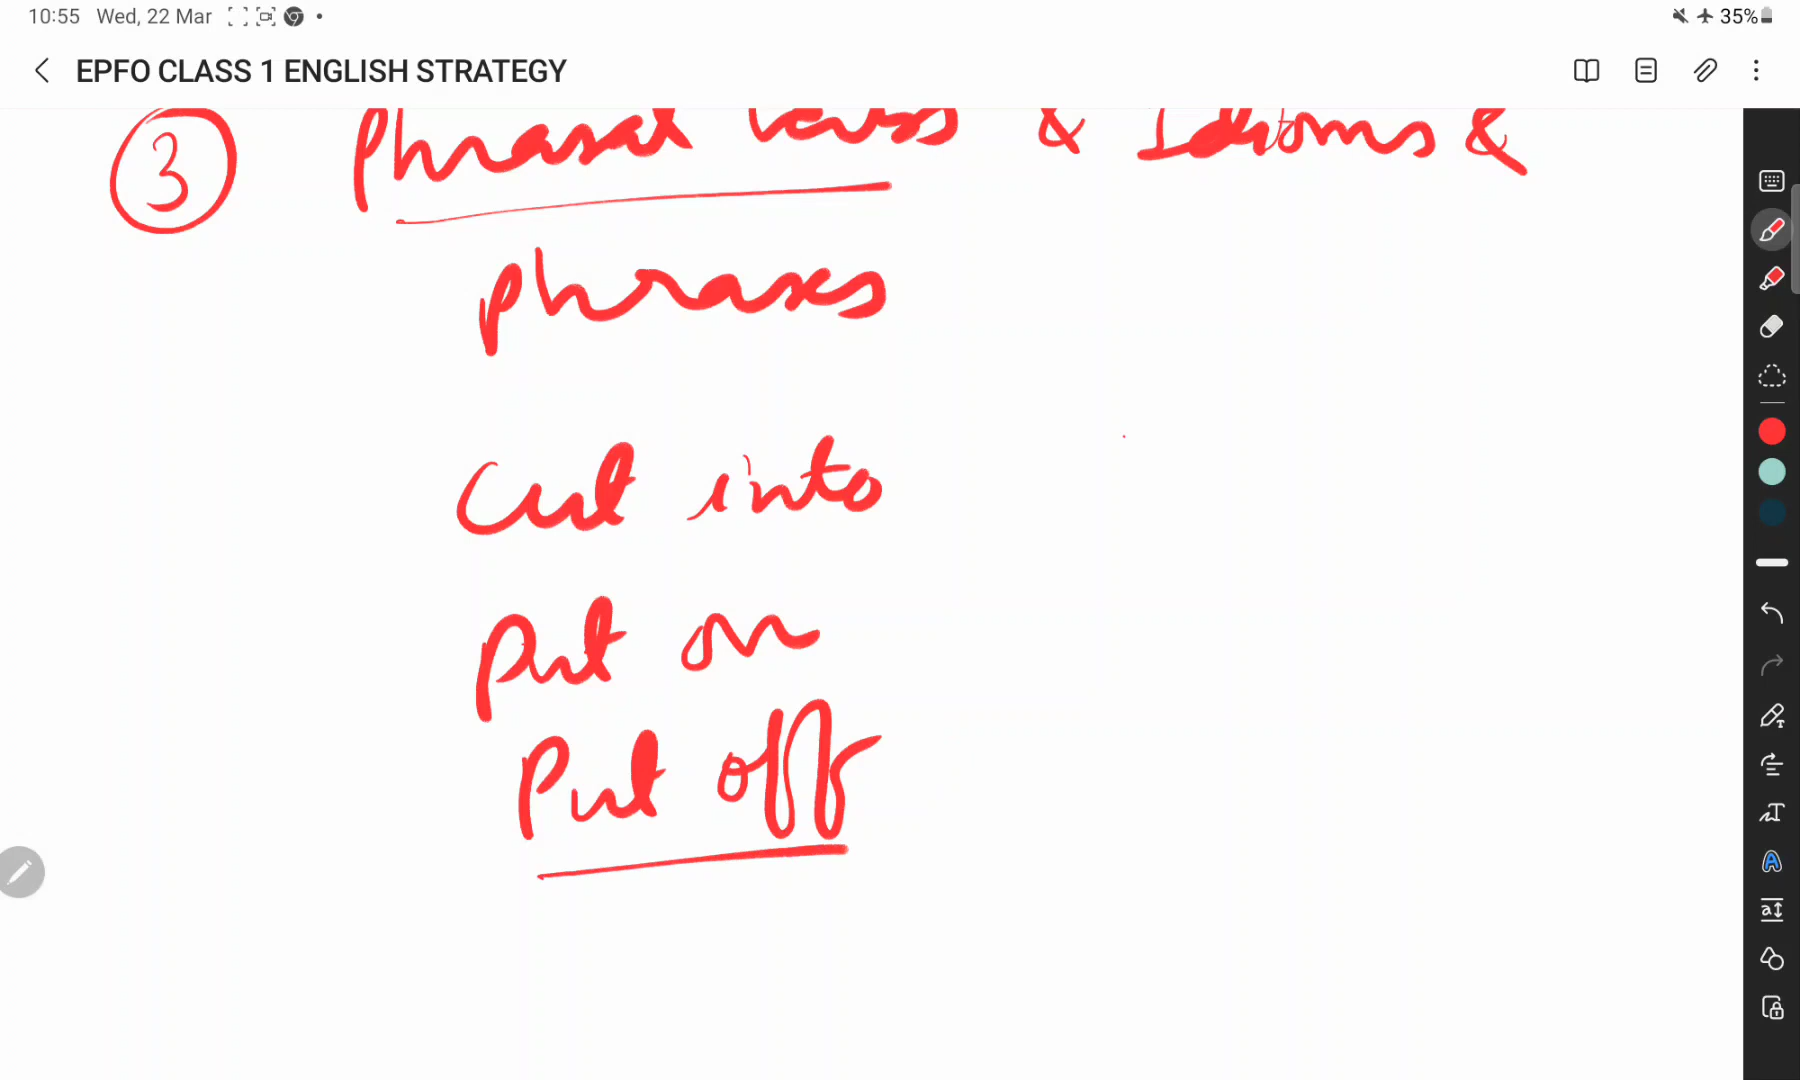 10:55 Wed, 22 Mar 35%
EPFO CLASS 1 ENGLISH STRATEGY
3 Phrasal verbs & Idioms &
phrases
cut into
put on
Put off